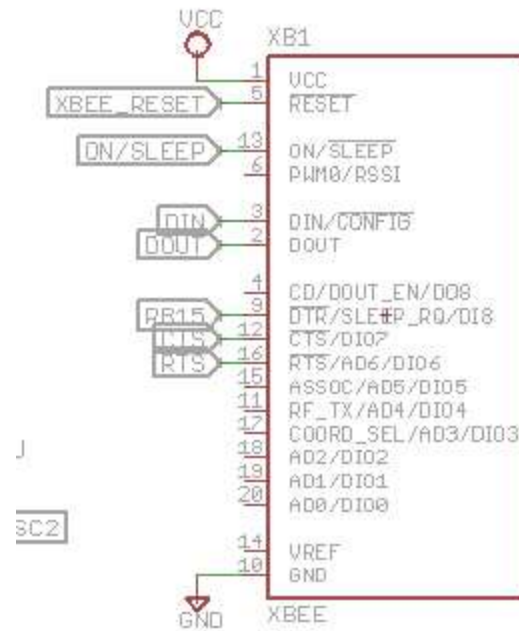 VCC
XB1
1 VCC
XBEE_RESET 5 RESET
ON/SLEEP 13 ON/SLEEP
6 PWM0/RSSI
DIN 3 DIN/CONFIG
DOUT 2 DOUT
4 CD/DOUT_EN/DO8
RB15 9 DTR/SLEEP_RQ/DI8
CTS 12 CTS/DIO7
RTS 16 RTS/AD6/DIO6
15 ASSOC/AD5/DIO5
11 RF_TX/AD4/DIO4
17 COORD_SEL/AD3/DIO3
18 AD2/DIO2
19 AD1/DIO1
20 AD0/DIO0
SC2
14 VREF
10 GND
GND
XBEE